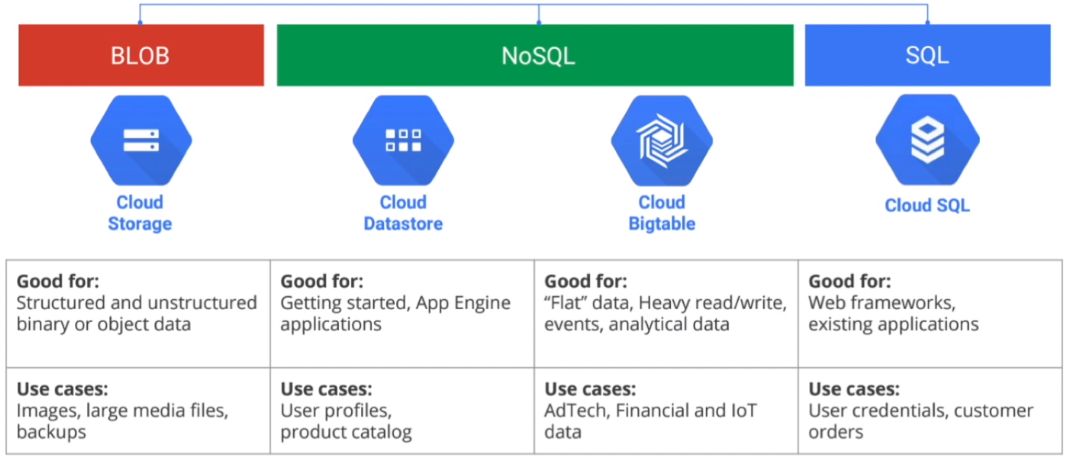 BLOB
NoSQL
SQL
Cloud
Storage
Cloud
Datastore
Cloud
Bigtable
Cloud SQL
Good for:
Structured and unstructured
binary or object data
Good for:
Getting started, App Engine
applications
Good for:
“Flat” data, Heavy read/write,
events, analytical data
Good for:
Web frameworks,
existing applications
Use cases:
Images, large media files,
backups
Use cases:
User profiles,
product catalog
Use cases:
AdTech, Financial and IoT
data
Use cases:
User credentials, customer
orders